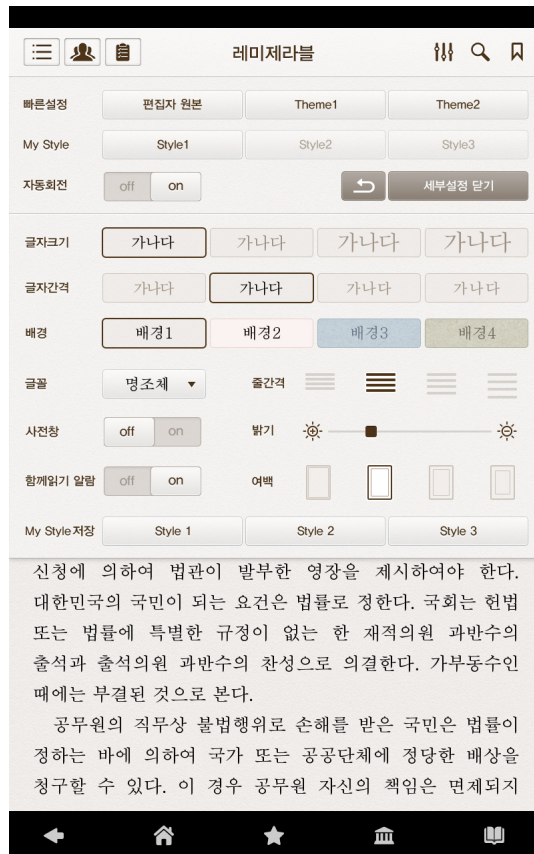 레미제라블
빠른설정 편집자 원본 Theme1 Theme2
My Style Style1 Style2 Style3
자동회전 off on 세부설정 닫기
글자크기 가나다 가나다 가나다 가나다
글자간격 가나다 가나다 가나다 가나다
배경 배경1 배경2 배경3 배경4
글꼴 명조체 줄간격
사전창 off on 밝기
함께읽기 알람 off on 여백
My Style저장 Style 1 Style 2 Style 3
신청에 의하여 법관이 발부한 영장을 제시하여야 한다.
대한민국의 국민이 되는 요건은 법률로 정한다. 국회는 헌법
또는 법률에 특별한 규정이 없는 한 재적의원 과반수의
출석과 출석의원 과반수의 찬성으로 의결한다. 가부동수인
때에는 부결된 것으로 본다.
공무원의 직무상 불법행위로 손해를 받은 국민은 법률이
정하는 바에 의하여 국가 또는 공공단체에 정당한 배상을
청구할 수 있다. 이 경우 공무원 자신의 책임은 면제되지